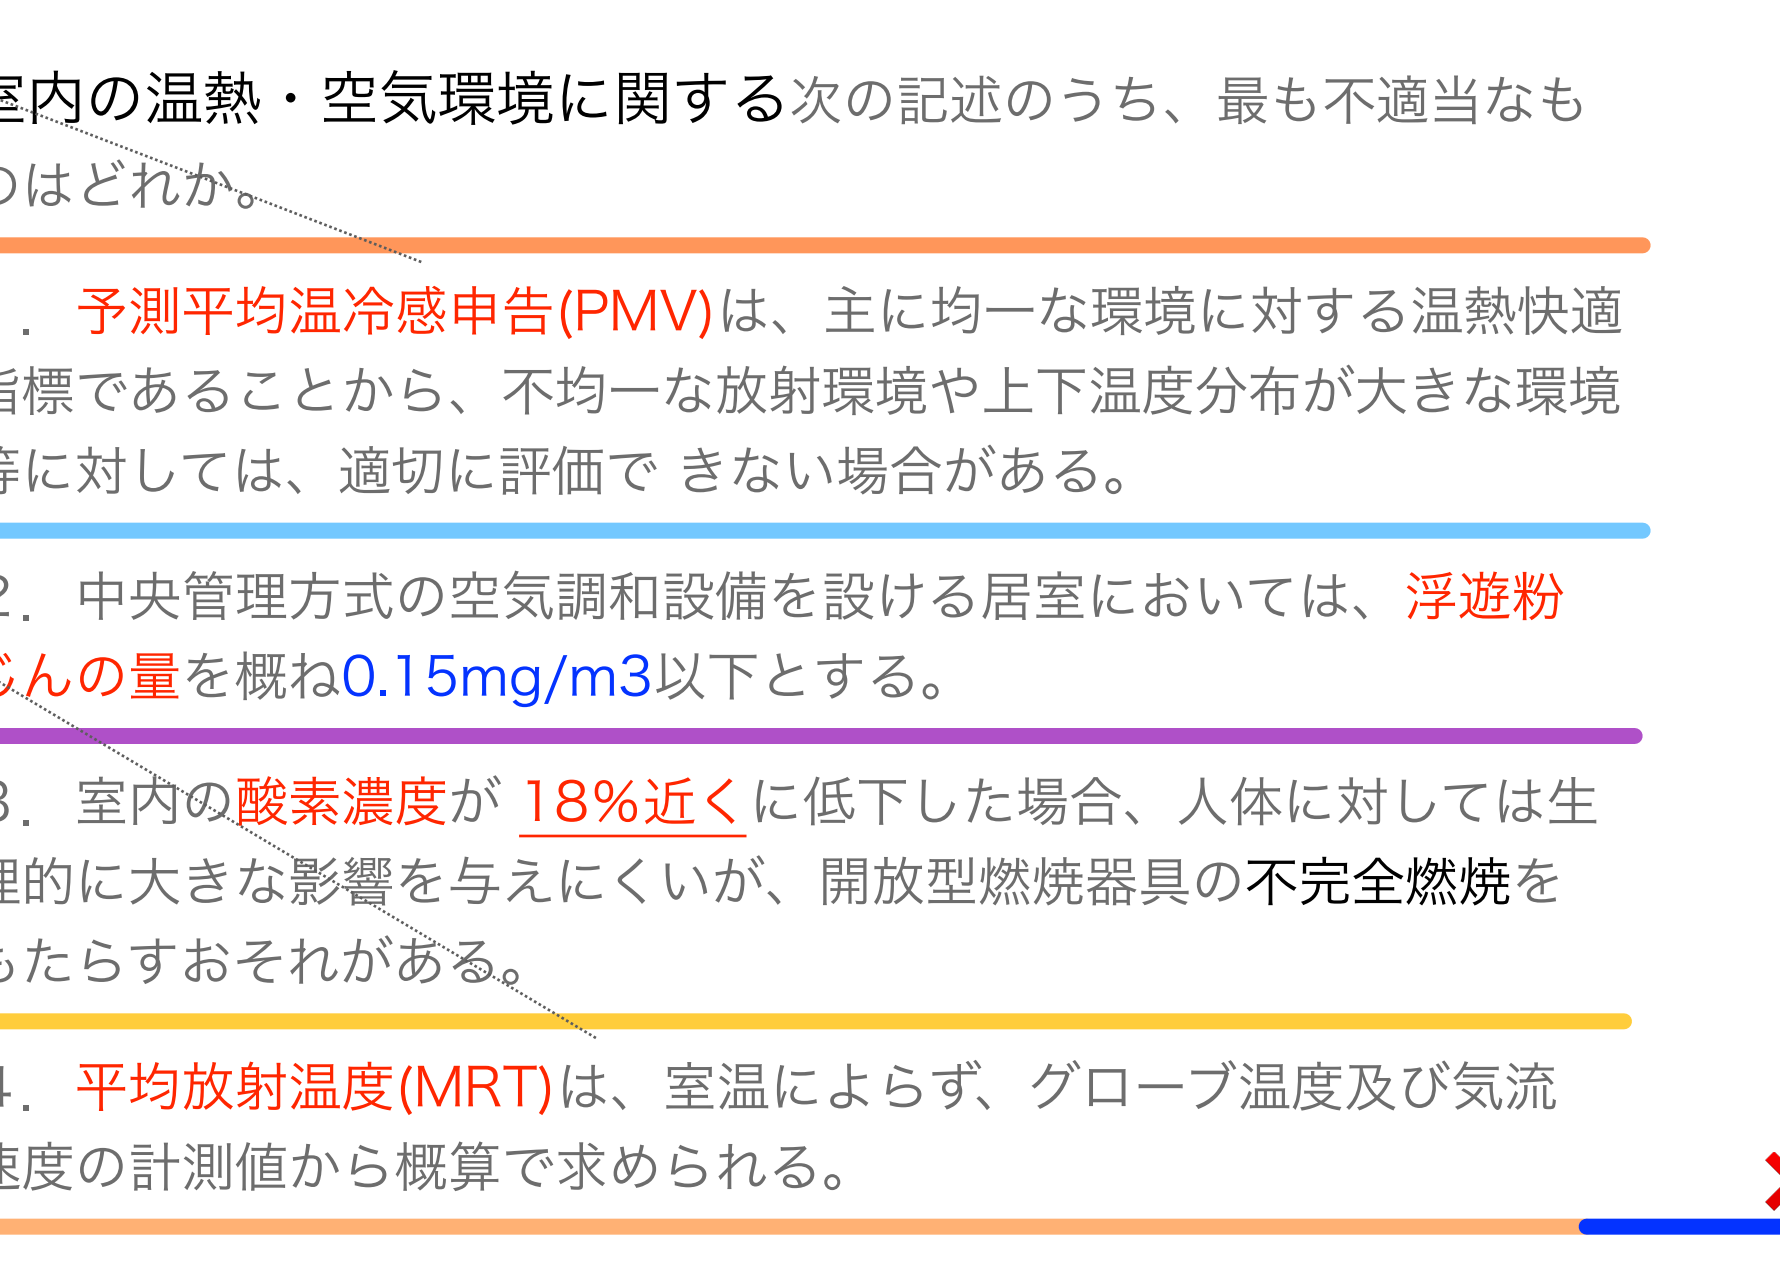 室内の温熱・空気環境に関する次の記述のうち、最も不適当なも
のはどれか。
. 予測平均温冷感申告(PMV)は、主に均一な環境に対する温熱快適
指標であることから、不均一な放射環境や上下温度分布が大きな環境
等に対しては、適切に評価で きない場合がある。
2. 中央管理方式の空気調和設備を設ける居室においては、浮遊粉
じんの量を概ね0.15mg/m3以下とする。
3. 室内の酸素濃度が 18%近くに低下した場合、人体に対しては生
理的に大きな影響を与えにくいが、開放型燃焼器具の不完全燃焼を
もたらすおそれがある。
4. 平均放射温度(MRT)は、室温によらず、グローブ温度及び気流
速度の計測値から概算で求められる。